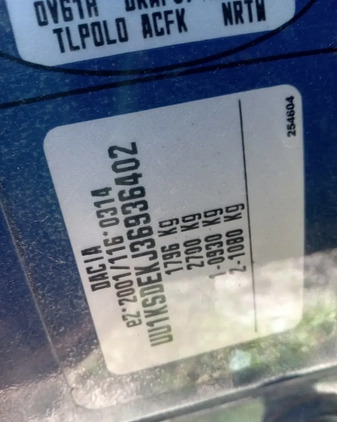 TLPOLO ACFK NRTW
DACIA
e2*2001/116*0314
UU1KSDEKJ36936402
1796 Kg
2700 Kg
1-0930 Kg
2-1080 Kg
254604